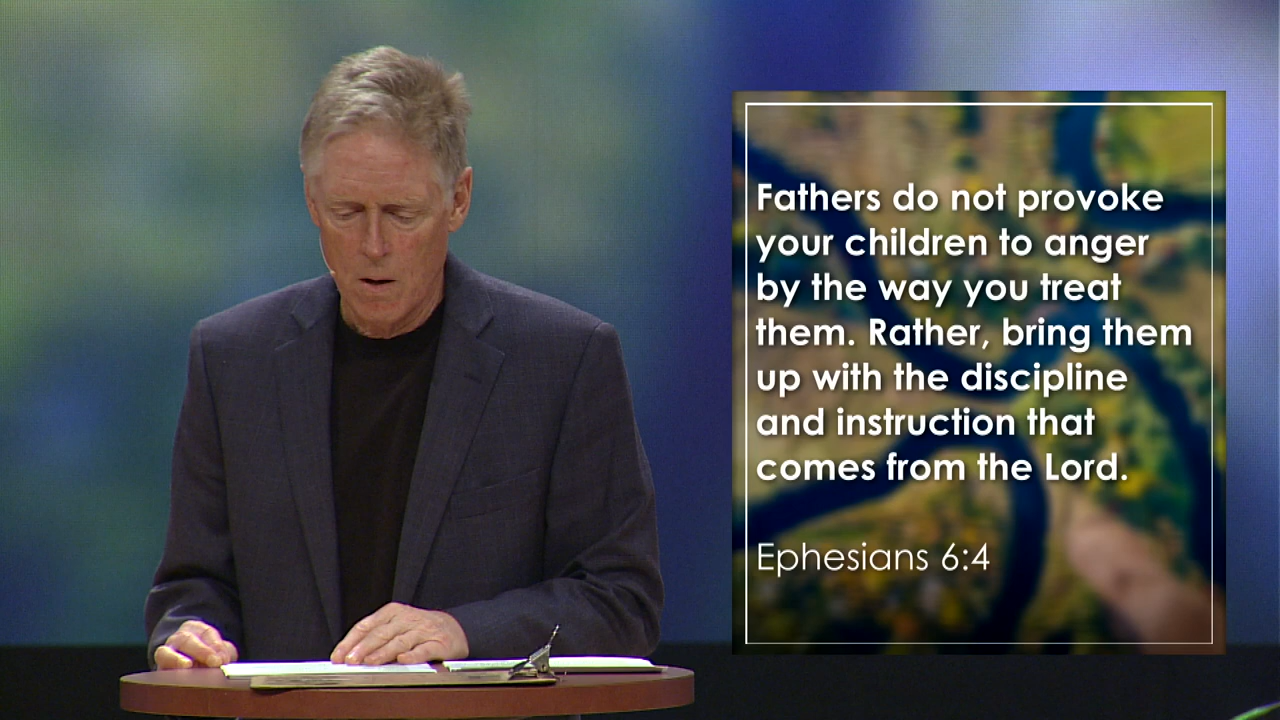 Fathers do not provoke
your children to anger
by the way you treat
them. Rather, bring them
up with the discipline
and instruction that
comes from the Lord.
Ephesians 6:4